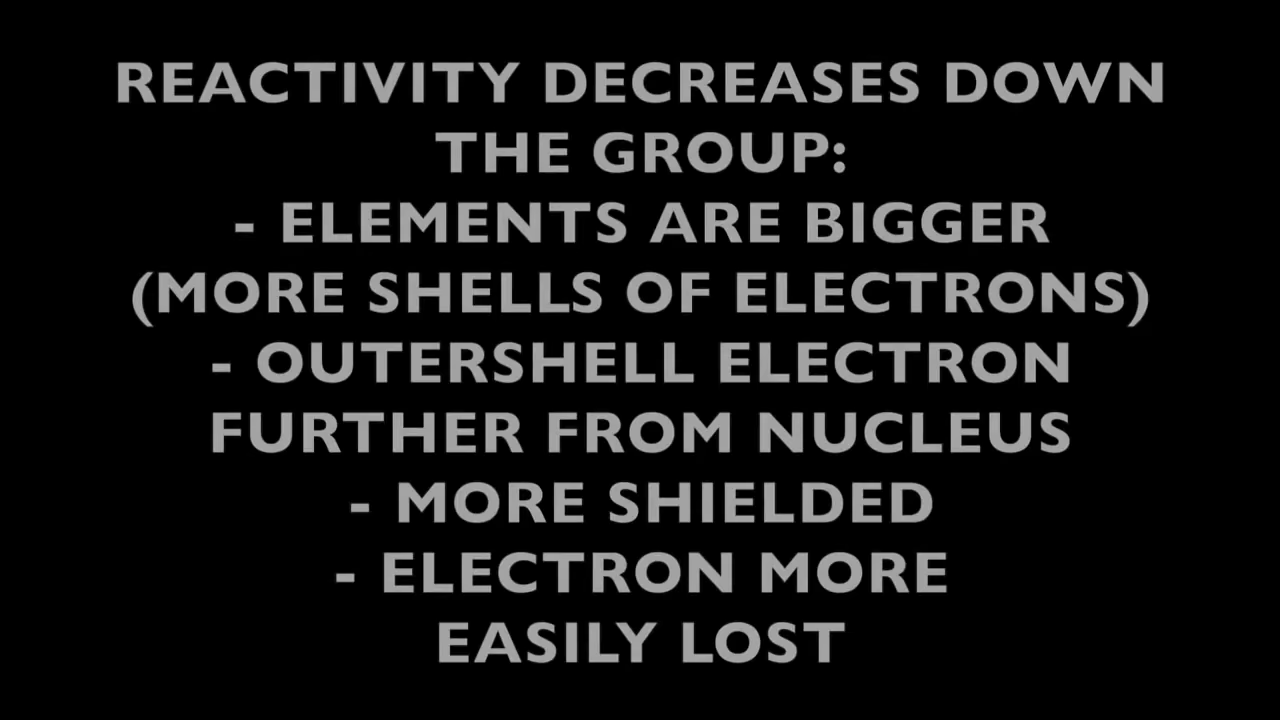 REACTIVITY DECREASES DOWN
THE GROUP:
- ELEMENTS ARE BIGGER
(MORE SHELLS OF ELECTRONS)
- OUTERSHELL ELECTRON
FURTHER FROM NUCLEUS
- MORE SHIELDED
- ELECTRON MORE
EASILY LOST